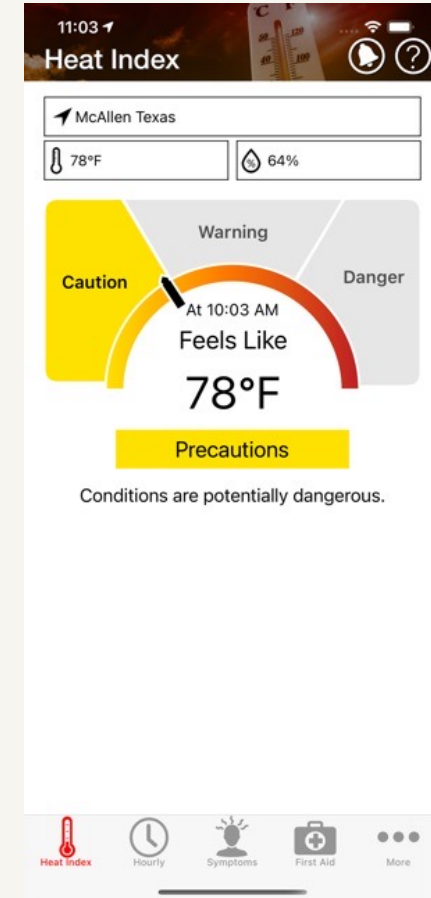 11:03
Heat Index
McAllen Texas
78°F
64%
Warning
Caution
Danger
At 10:03 AM
Feels Like
78°F
Precautions
Conditions are potentially dangerous.
Heat Index
Hourly
Symptoms
First Aid
More